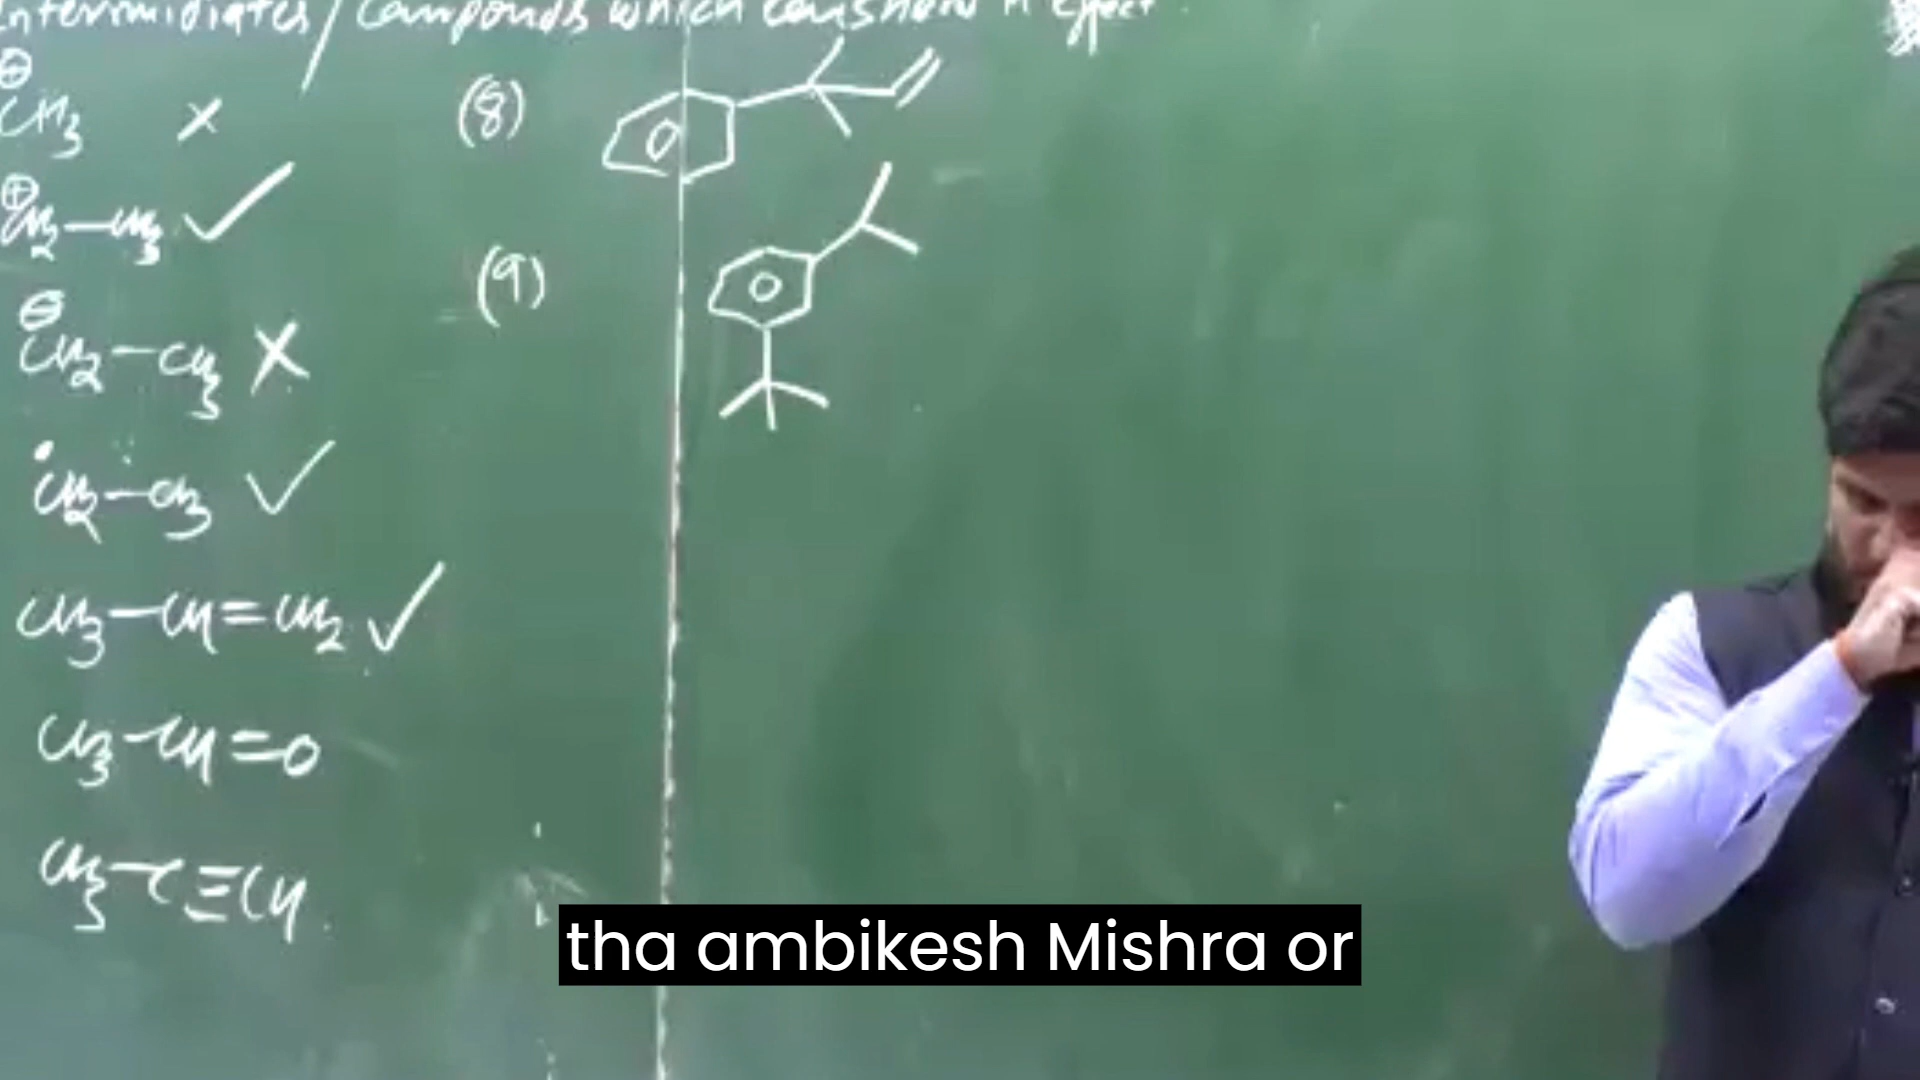 Intermidiates / Compounds which can show H effect.
⊖
CH3 ×
⊕
CH2–CH3 ✓
⊖
CH2–CH3 ×
•
CH2–CH3 ✓
CH3–CH=CH2 ✓
CH3–CH=O
CH3–C≡CH
(8)
(9)
tha ambikesh Mishra or